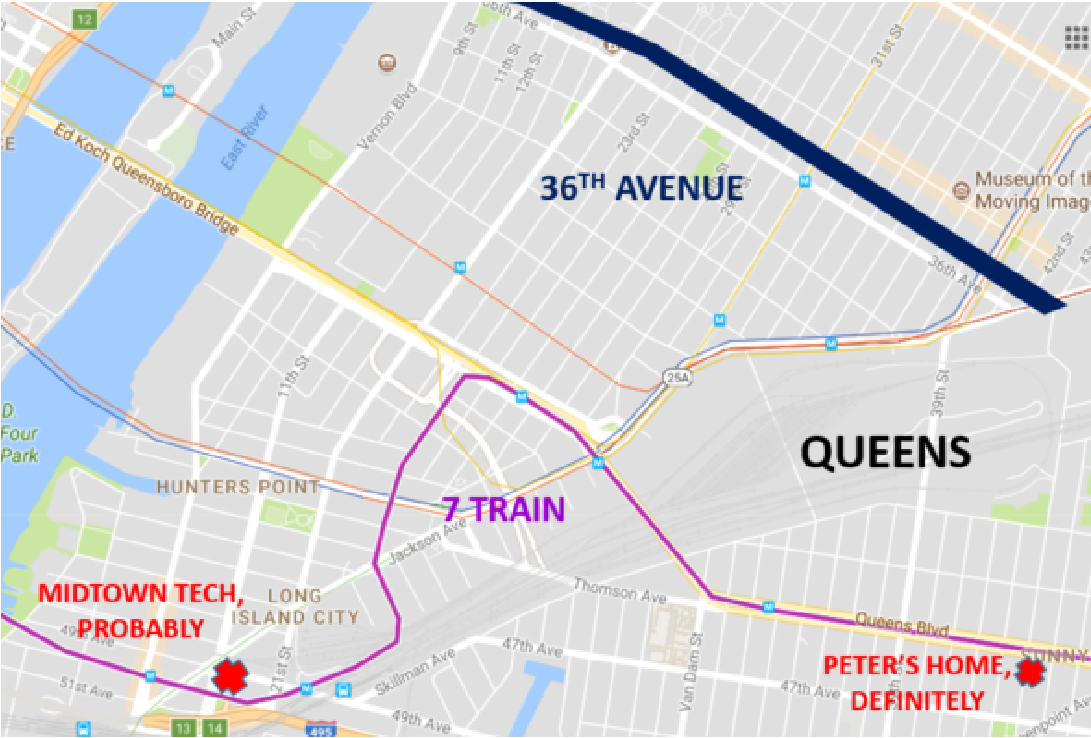 12
Main St
36th Ave
9th St
11th St
12th St
31st St
Vernon Blvd
East River
23rd St
Ed Koch Queensboro Bridge
36TH AVENUE
Museum of th
Moving Imag
42nd St
43r
36th Ave
11th St
25A
39th St
D.
Four
Park
QUEENS
HUNTERS POINT
7 TRAIN
Jackson Ave
MIDTOWN TECH,
PROBABLY
LONG
ISLAND CITY
Thomson Ave
Queens Blvd
49th Ave
SUNNY
47th Ave
Skillman Ave
21st St
Van Dam St
PETER'S HOME,
DEFINITELY
51st Ave
47th Ave
49th Ave
13
14
495